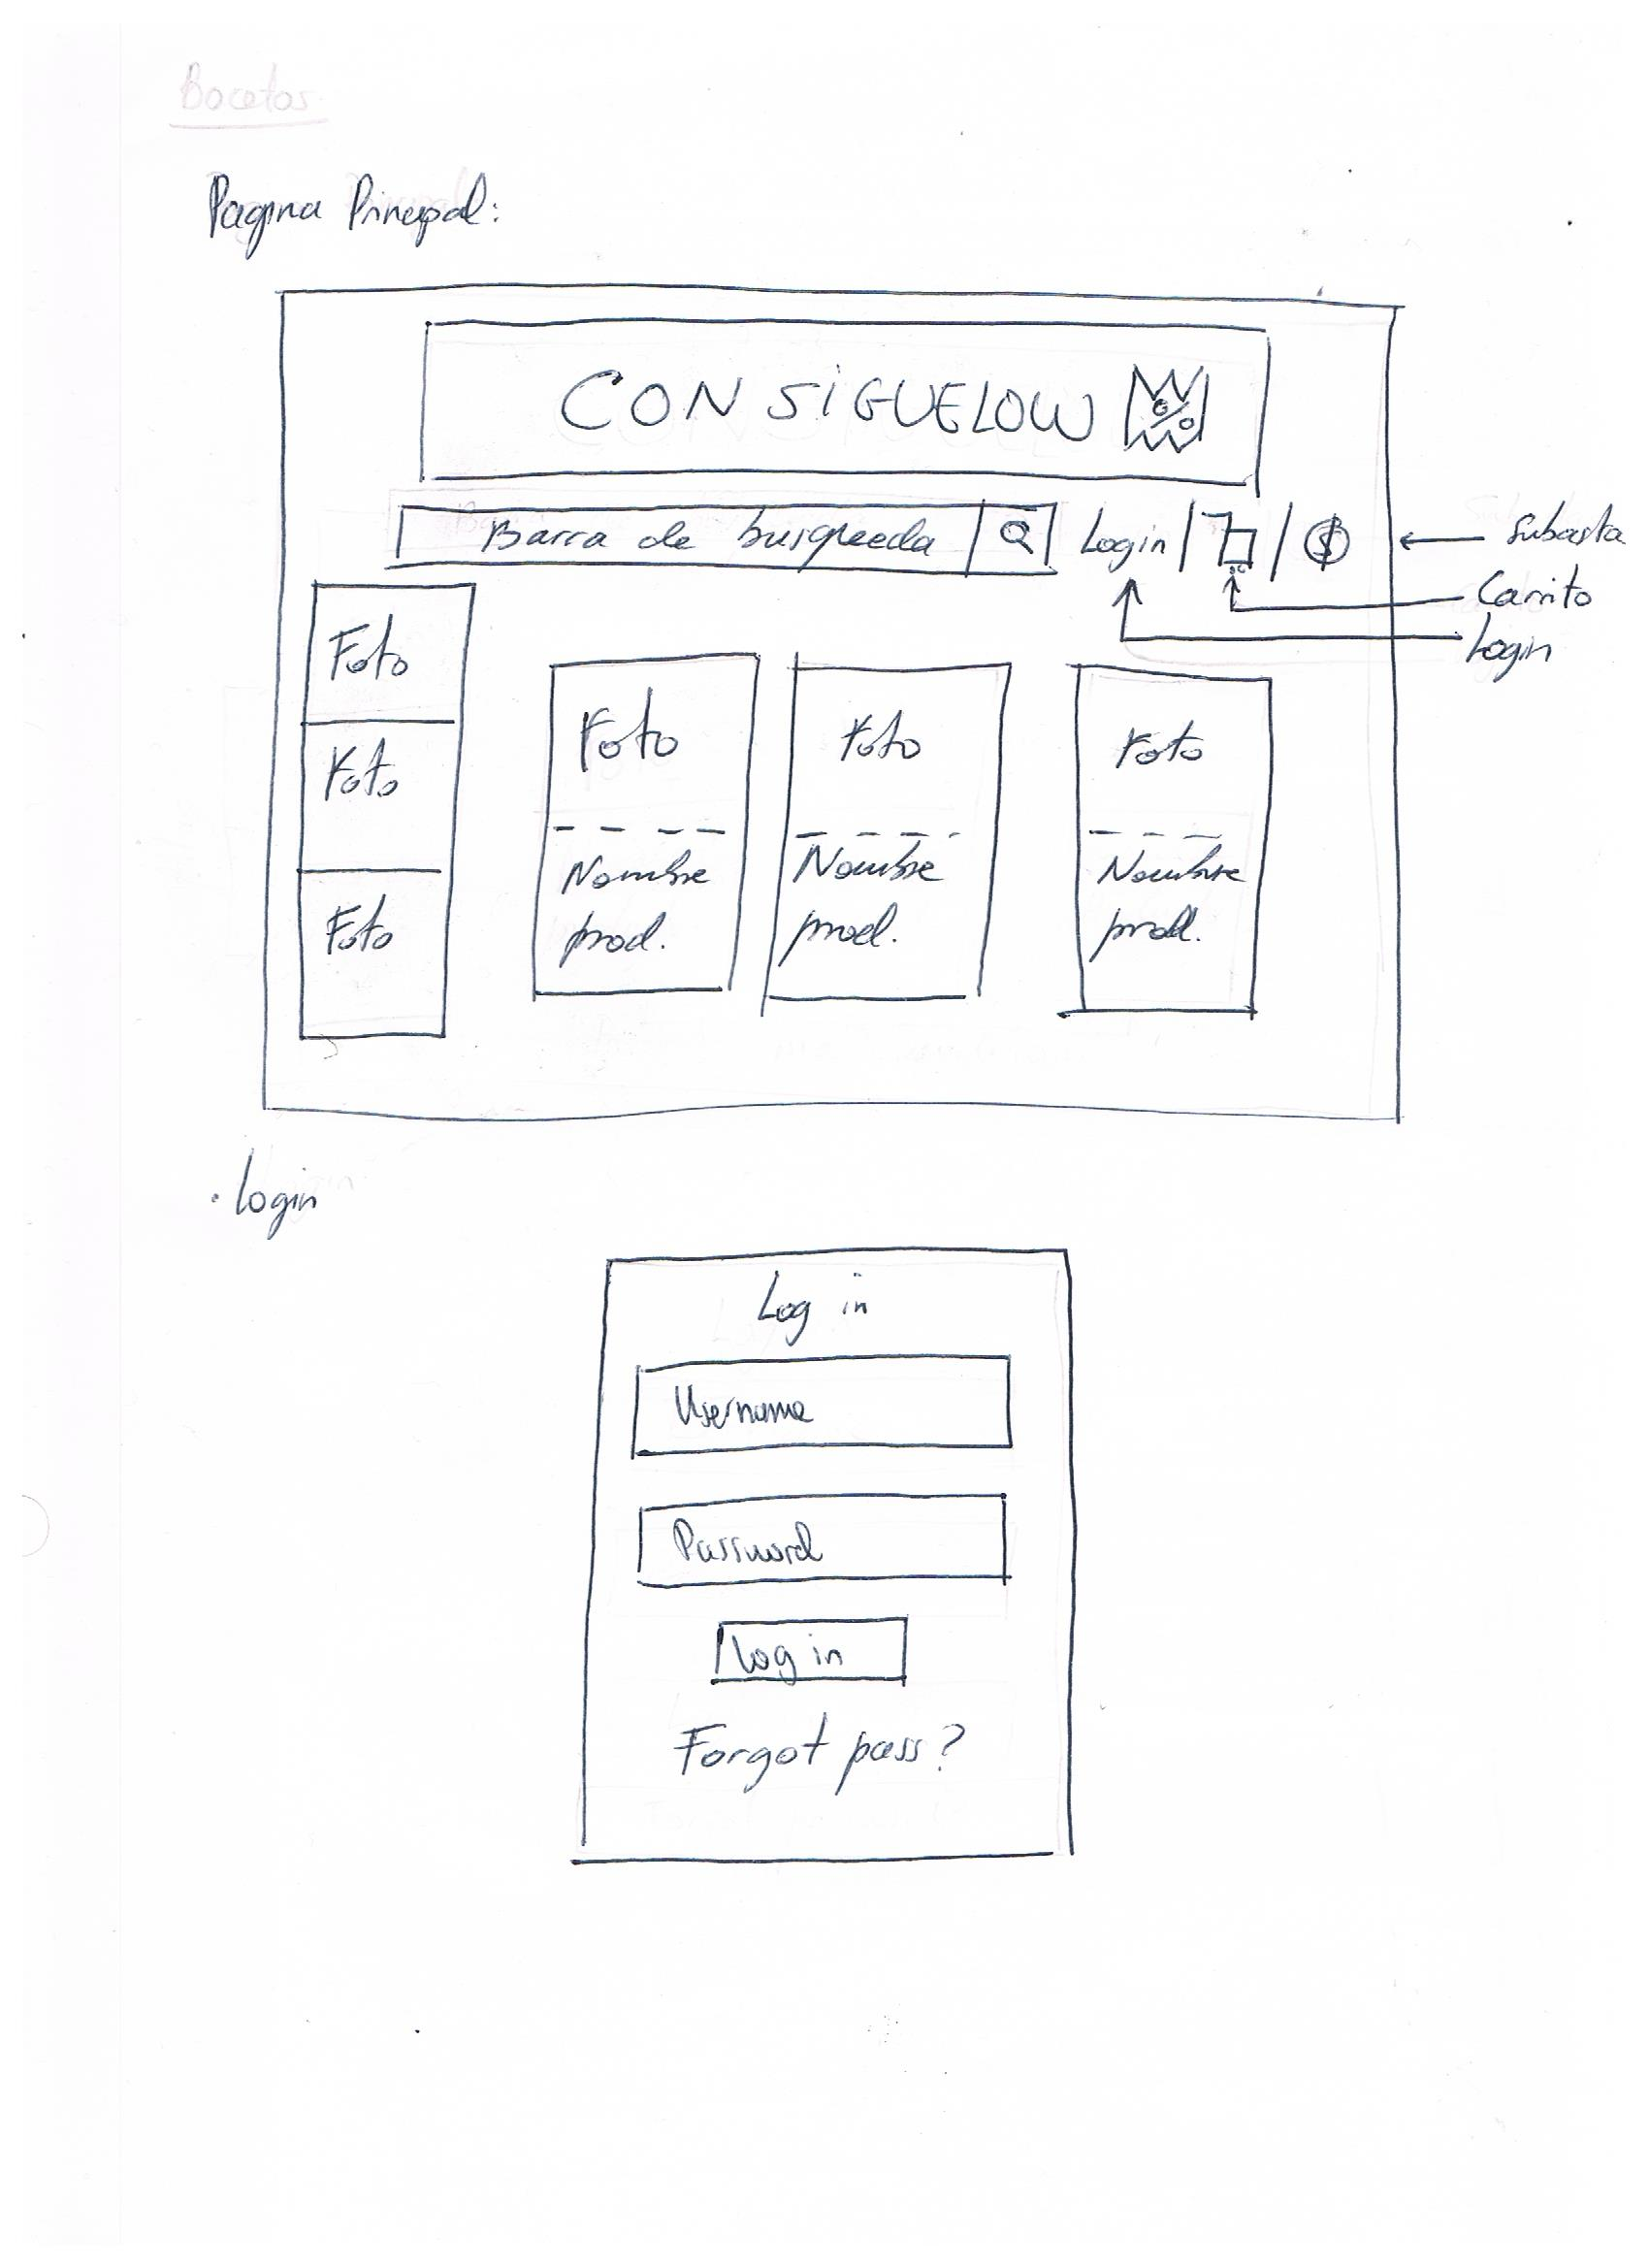 Bocetos
Pagina Principal:
CONSiGUELOW
Barra de busqueda Login
Subasta
Carrito
Login
Foto
Foto
Foto
Foto
Nombre
prod.
Foto
Nombre
prod.
Foto
Nombre
prod.
· login
Log in
Username
Password
log in
Forgot pass?